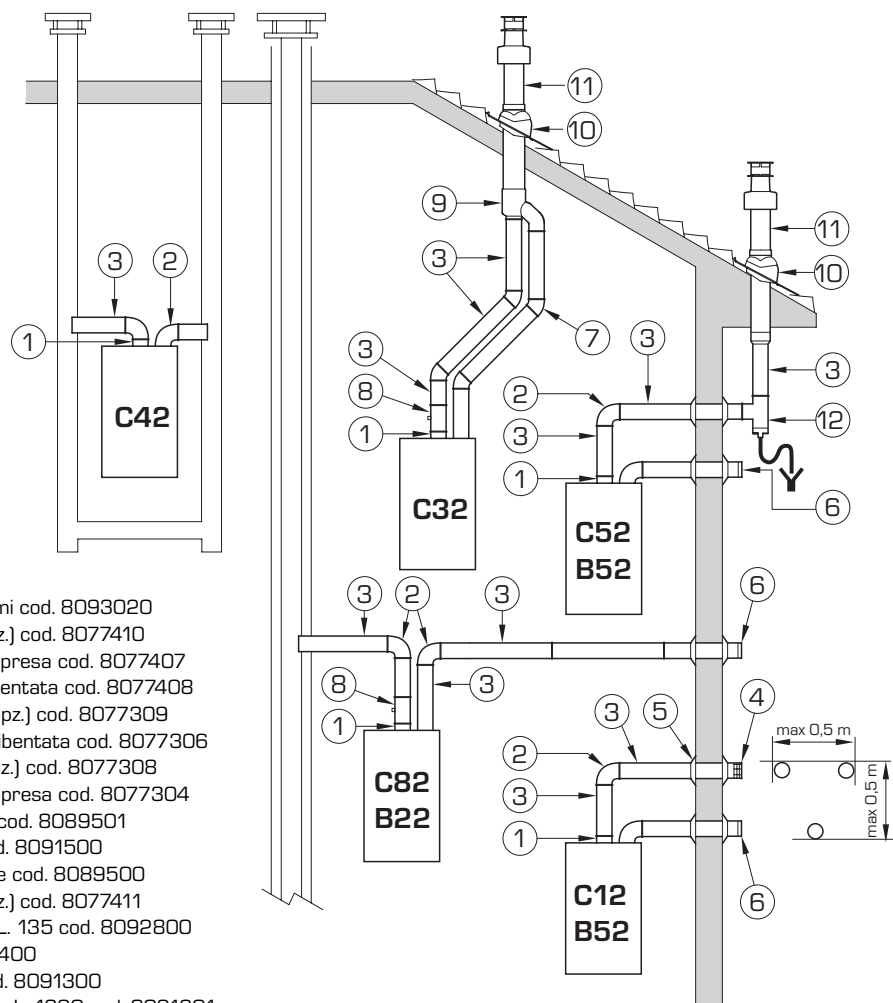 11
10
9
11
3
2
3
10
1
7
3
3
8
2
3
3
12
C42
1
3
C32
1
C52
B52
6
mi cod. 8093020
z.) cod. 8077410
presa cod. 8077407
entata cod. 8077408
pz.) cod. 8077309
ibentata cod. 8077306
z.) cod. 8077308
presa cod. 8077304
cod. 8089501
d. 8091500
e cod. 8089500
z.) cod. 8077411
L. 135 cod. 8092800
400
d. 8091300
3
2
3
6
8
3
1
C82
B22
3
5
4
max 0,5 m
2
max 0,5 m
3
1
6
C12
B52